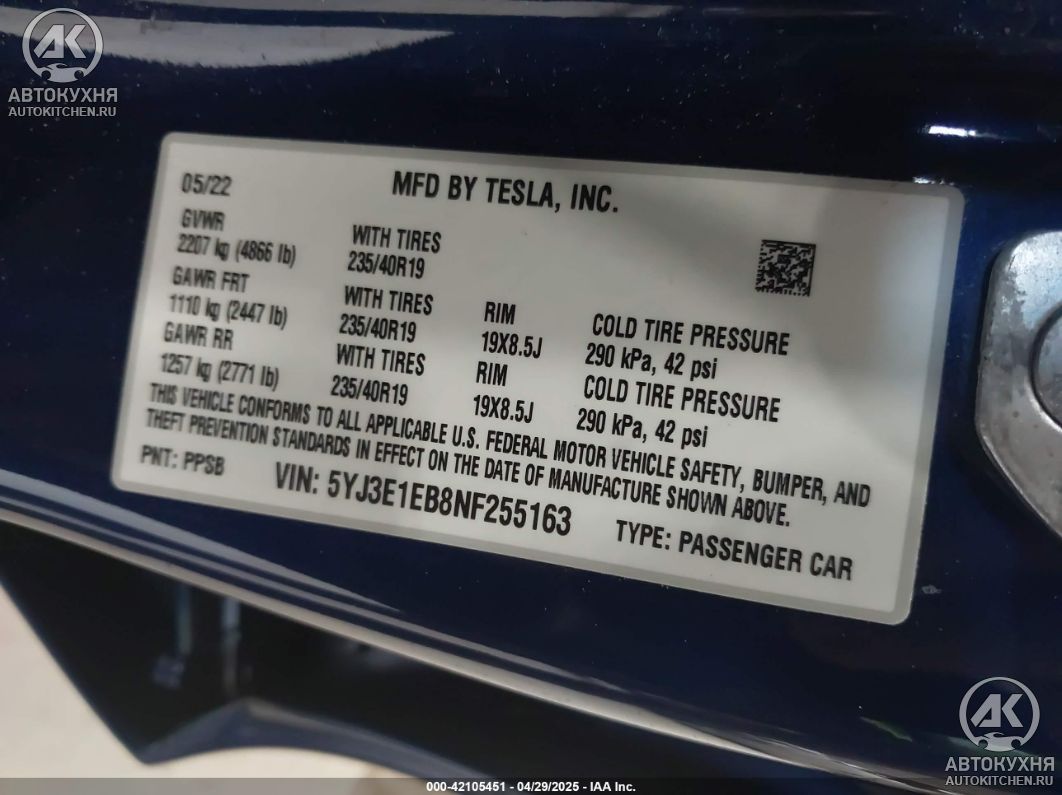 АК
АВТОКУХНЯ
AUTOKITCHEN.RU
05/22 MFD BY TESLA, INC.
GVWR
2207 kg (4866 lb) WITH TIRES
235/40R19
GAWR FRT
1110 kg (2447 lb) WITH TIRES RIM COLD TIRE PRESSURE
235/40R19 19X8.5J 290 kPa, 42 psi
GAWR RR
1257 kg (2771 lb) WITH TIRES RIM COLD TIRE PRESSURE
235/40R19 19X8.5J 290 kPa, 42 psi
THIS VEHICLE CONFORMS TO ALL APPLICABLE U.S. FEDERAL MOTOR VEHICLE SAFETY, BUMPER, AND
THEFT PREVENTION STANDARDS IN EFFECT ON THE DATE OF MANUFACTURE SHOWN ABOVE.
PNT: PPSB VIN: 5YJ3E1EB8NF255163 TYPE: PASSENGER CAR
АК
АВТОКУХНЯ
AUTOKITCHEN.RU
000-42105451 - 04/29/2025 - IAA Inc.